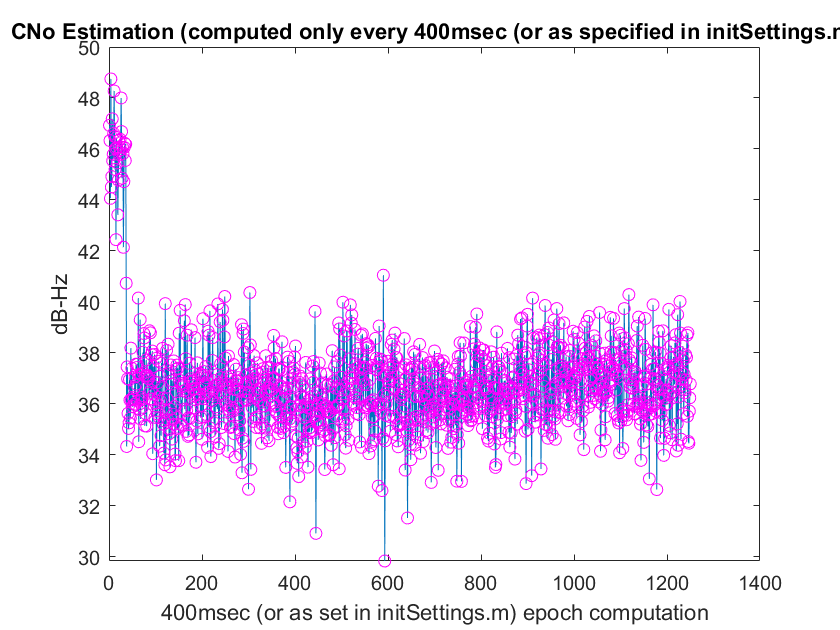 CNo Estimation (computed only every 400msec (or as specified in initSettings.m
50
48
46
44
42
40
38
36
34
32
30
dB-Hz
0 200 400 600 800 1000 1200 1400
400msec (or as set in initSettings.m) epoch computation